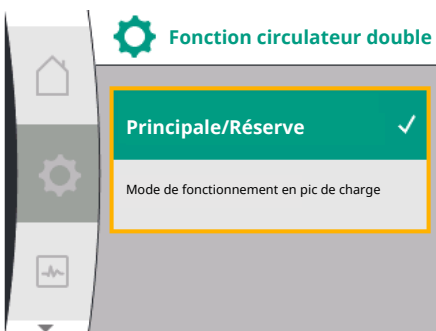 Fonction circulateur double
Principale/Réserve
Mode de fonctionnement en pic de charge